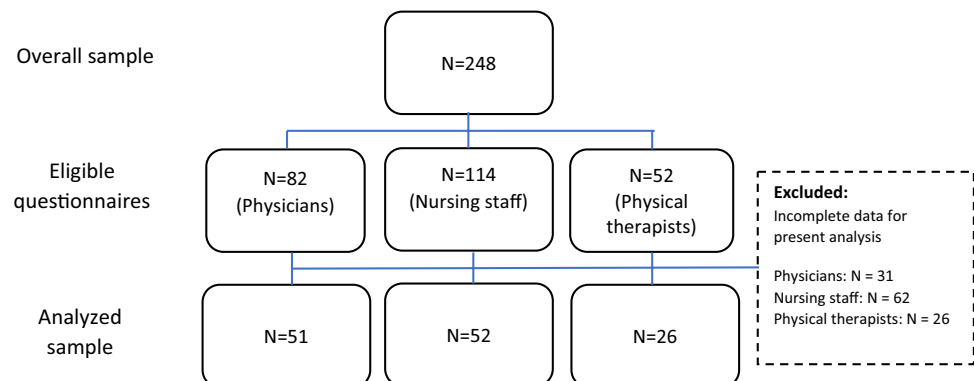 Overall sample
N=248
Eligible
questionnaires
N=82
(Physicians)
N=114
(Nursing staff)
N=52
(Physical
therapists)
Excluded:
Incomplete data for
present analysis
Physicians: N = 31
Nursing staff: N = 62
Physical therapists: N = 26
Analyzed
sample
N=51
N=52
N=26